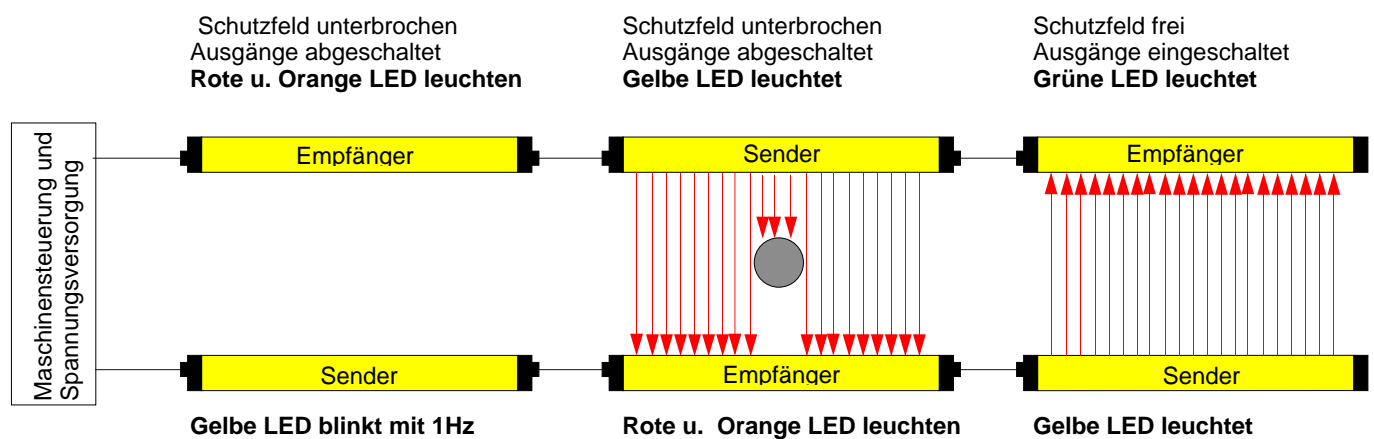 Schutzfeld unterbrochen
Ausgänge abgeschaltet
Rote u. Orange LED leuchten
Schutzfeld unterbrochen
Ausgänge abgeschaltet
Gelbe LED leuchtet
Schutzfeld frei
Ausgänge eingeschaltet
Grüne LED leuchtet
Maschinensteuerung und
Spannungsversorgung
Empfänger
Sender
Empfänger
Sender
Empfänger
Sender
Gelbe LED blinkt mit 1Hz
Rote u. Orange LED leuchten
Gelbe LED leuchtet